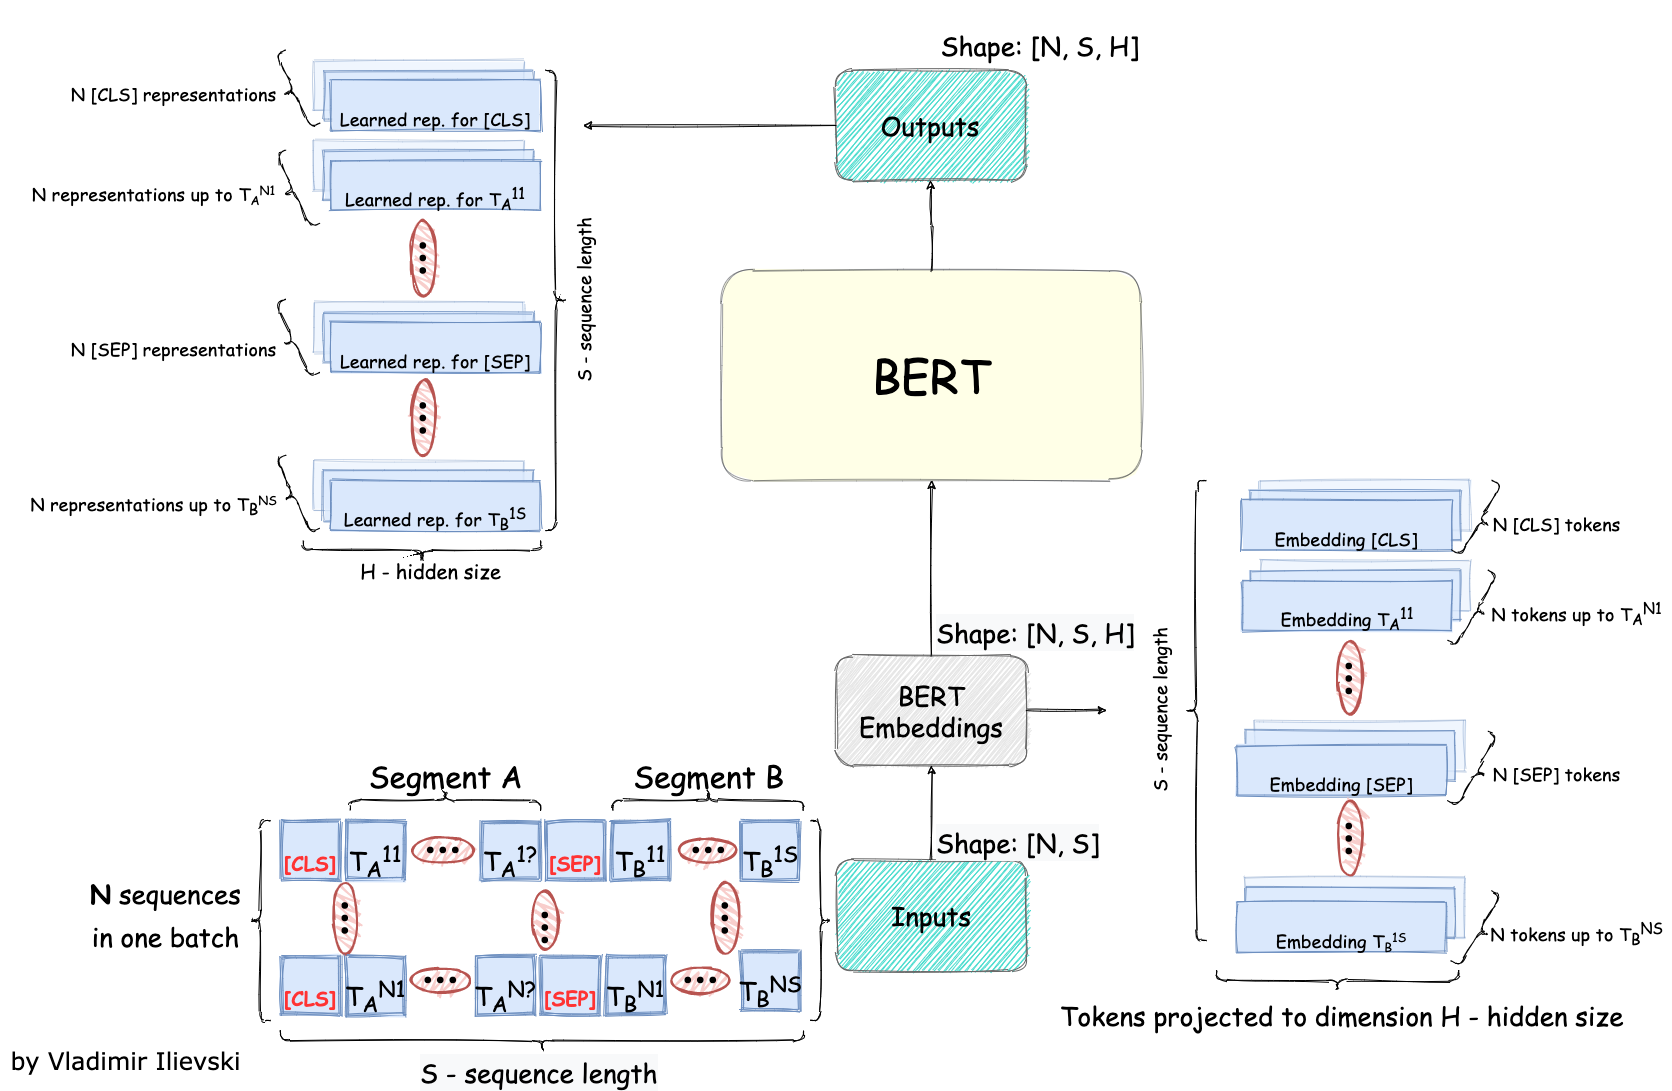 Shape: [N, S, H]
Outputs
N [CLS] representations
Learned rep. for [CLS]
N representations up to T_A^N1
Learned rep. for T_A^11
S - sequence length
N [SEP] representations
Learned rep. for [SEP]
N representations up to T_B^NS
Learned rep. for T_B^1S
H - hidden size
BERT
Shape: [N, S, H]
BERT
Embeddings
Embedding [CLS]
N [CLS] tokens
Embedding T_A^11
N tokens up to T_A^N1
S - sequence length
Embedding [SEP]
N [SEP] tokens
Embedding T_B^1S
N tokens up to T_B^NS
Tokens projected to dimension H - hidden size
Shape: [N, S]
Inputs
Segment A
Segment B
[CLS] T_A^11 T_A^1? [SEP] T_B^11 T_B^1S
N sequences
in one batch
[CLS] T_A^N1 T_A^N? [SEP] T_B^N1 T_B^NS
S - sequence length
by Vladimir Ilievski